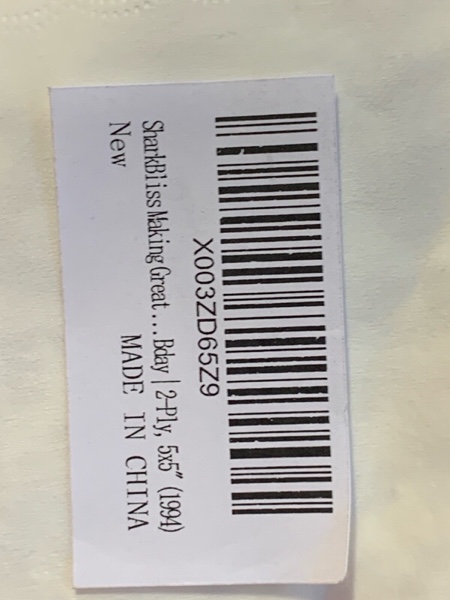 X003ZD65Z9
SharkBliss Making Great... Bday | 2-Ply, 5x5" (1994)
New
MADE IN CHINA